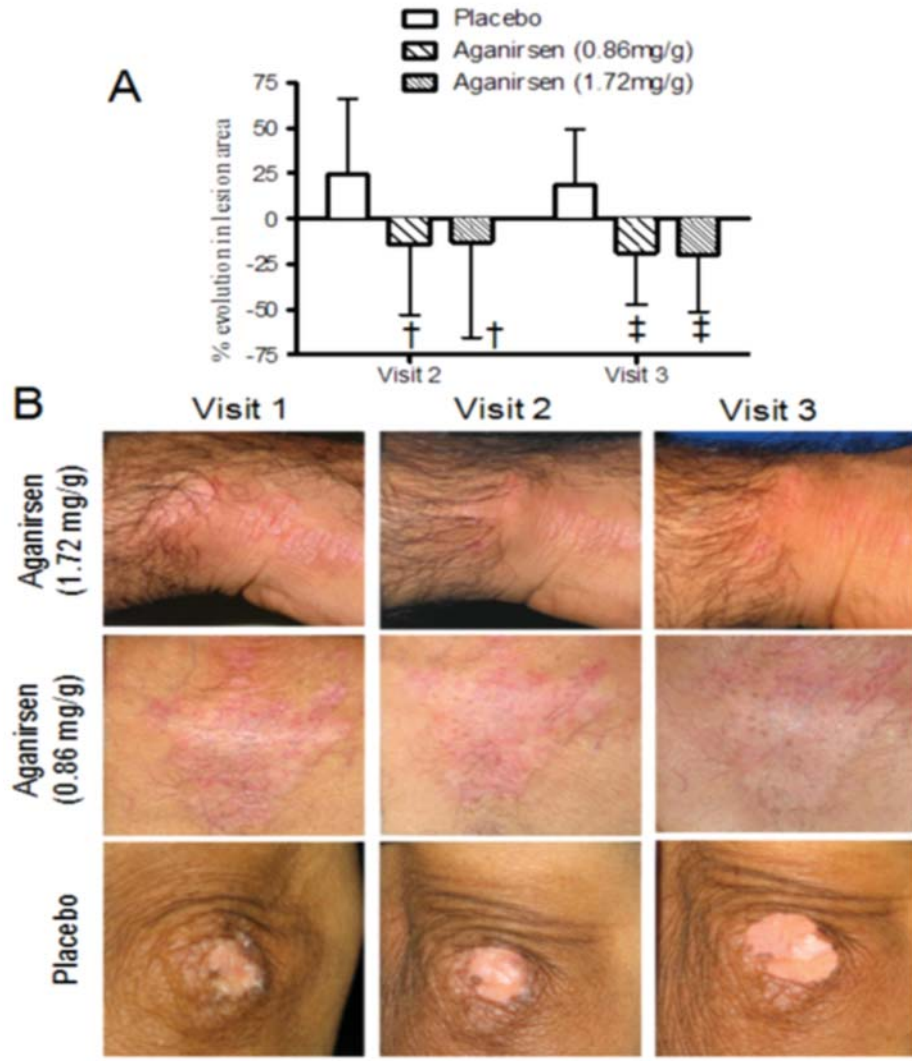 Placebo
Aganirsen (0.86mg/g)
Aganirsen (1.72mg/g)
A
% evolution in lesion area
75
50
25
0
-25
-50
-75
†
†
‡
‡
Visit 2
Visit 3
B
Visit 1
Visit 2
Visit 3
Aganirsen
(1.72 mg/g)
Aganirsen
(0.86 mg/g)
Placebo